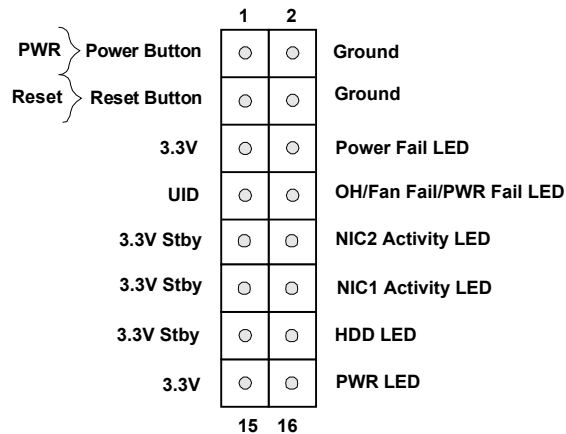 1 2
PWR Power Button Ground
Reset Reset Button Ground
3.3V Power Fail LED
UID OH/Fan Fail/PWR Fail LED
3.3V Stby NIC2 Activity LED
3.3V Stby NIC1 Activity LED
3.3V Stby HDD LED
3.3V PWR LED
15 16